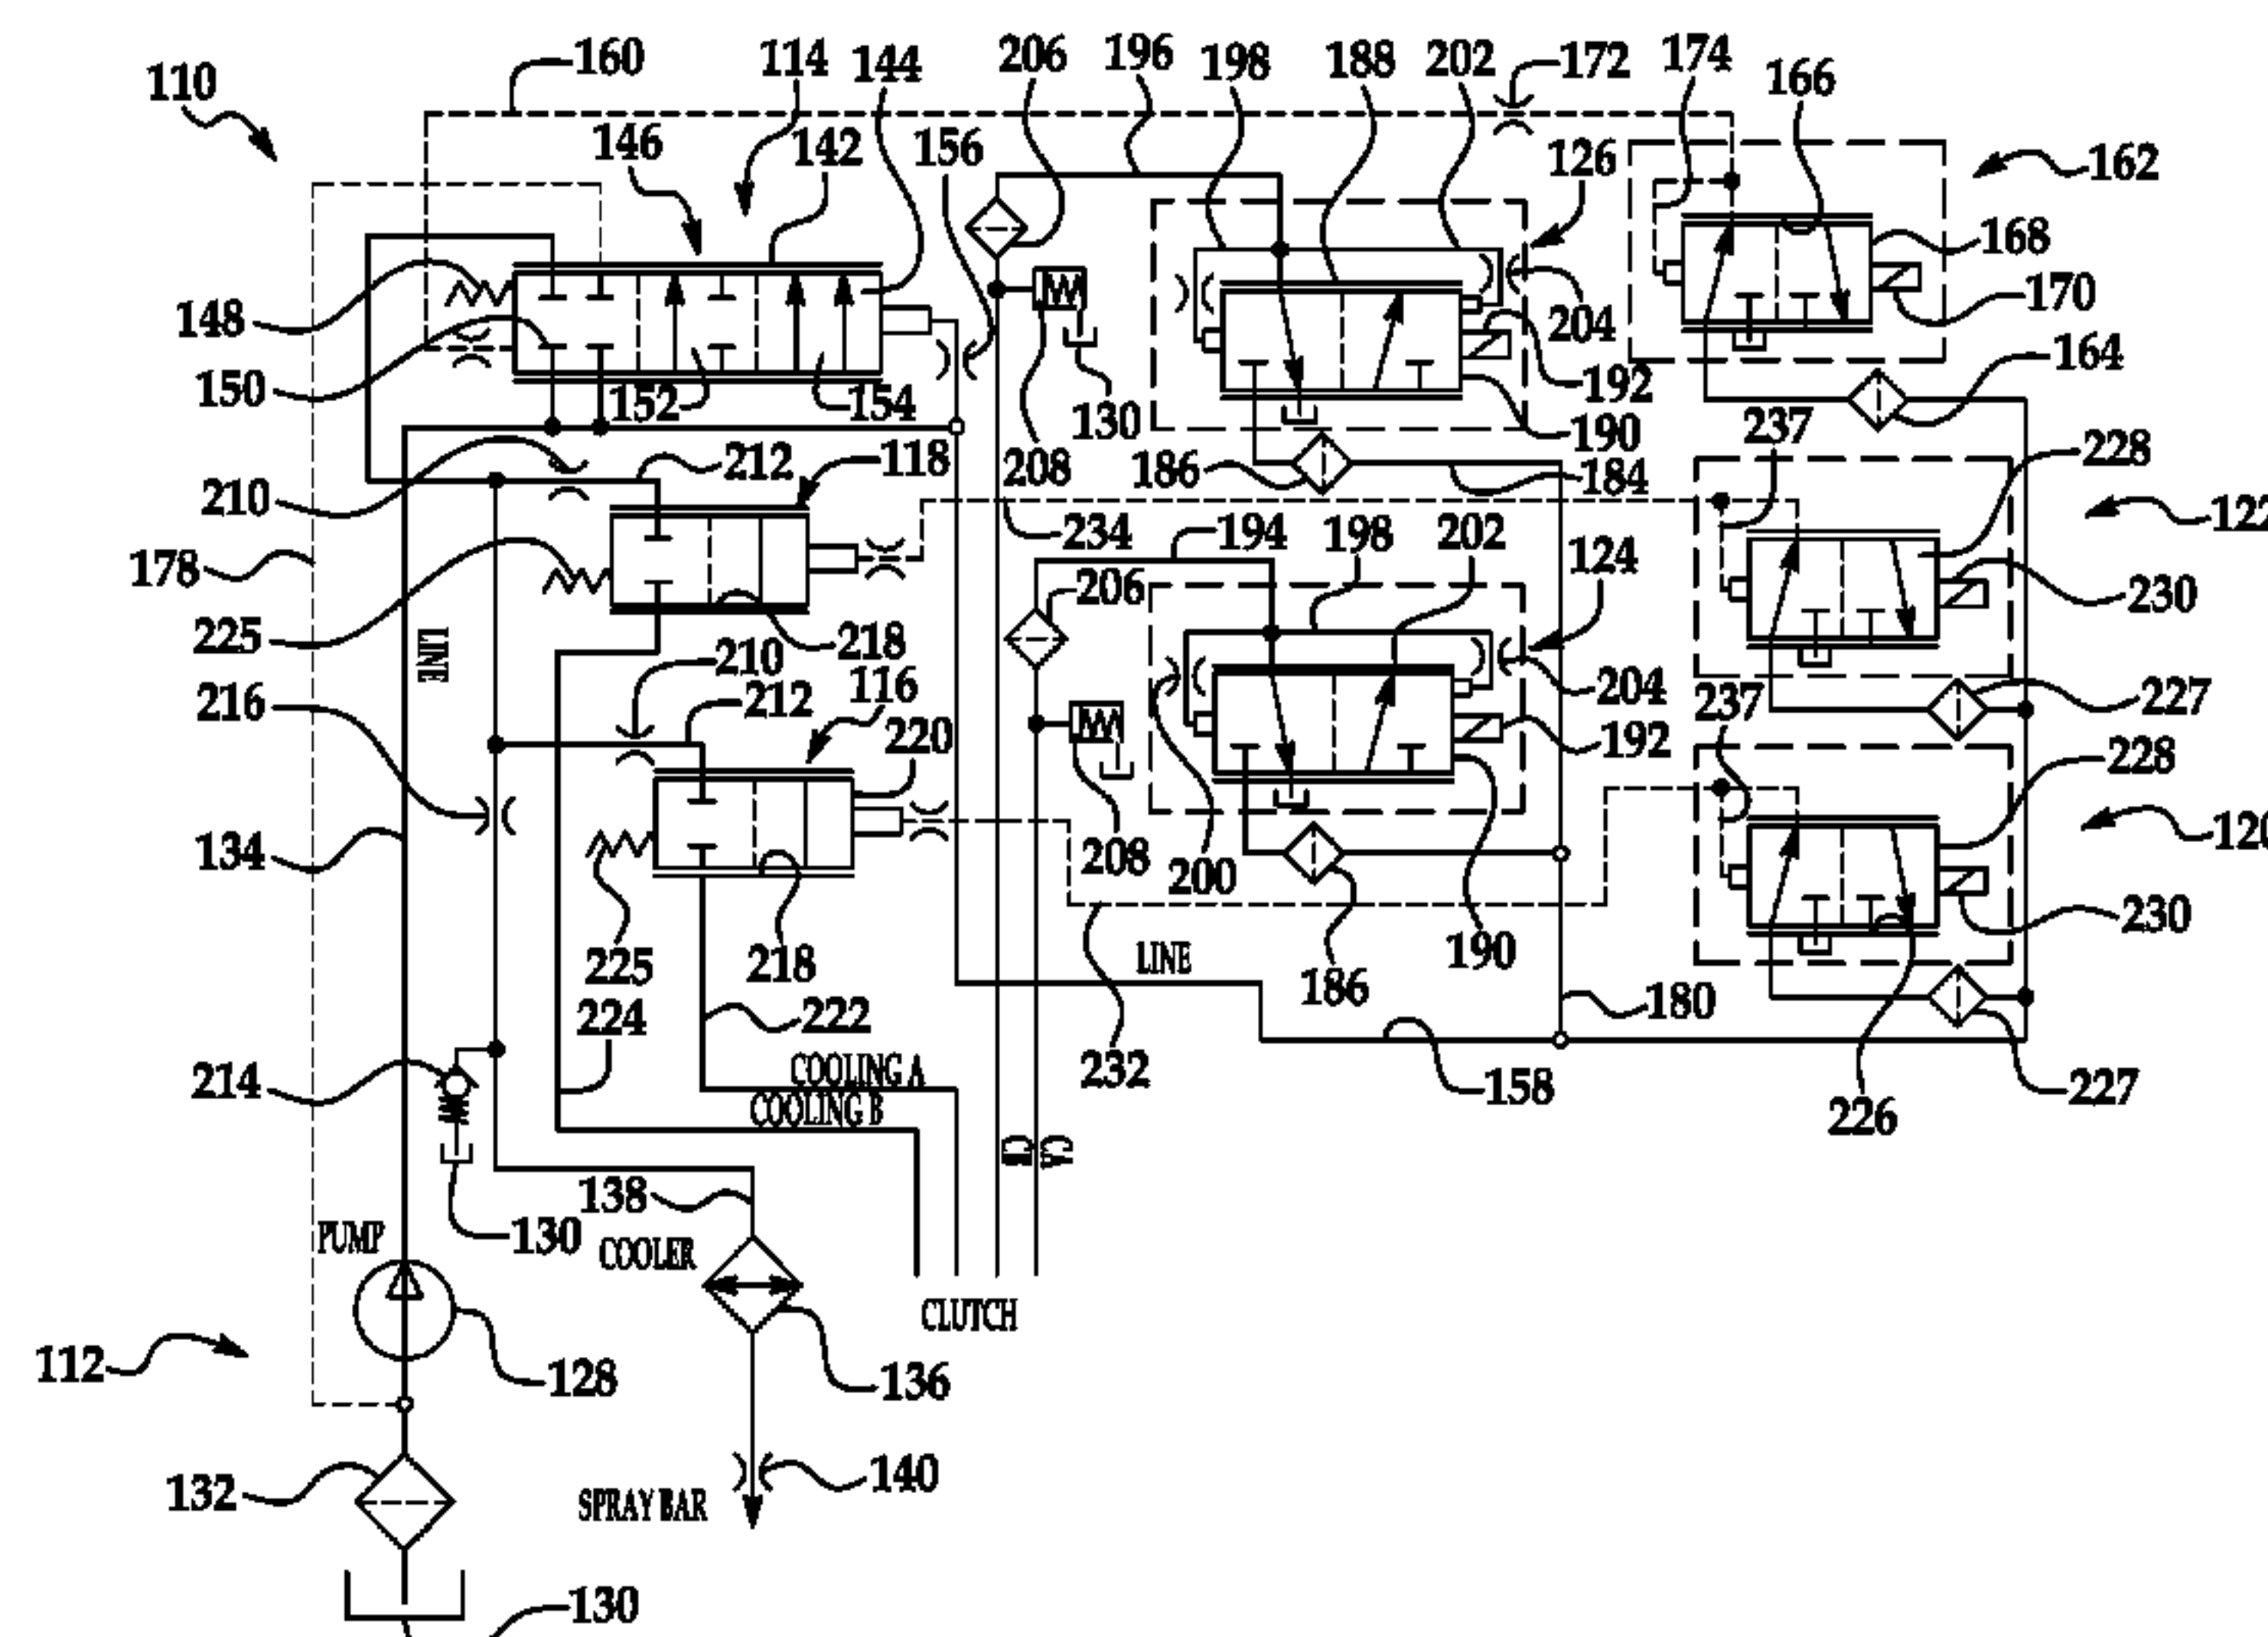 160 114 144 206 196 198 188 202 172 174 166
110
146 142 156 126 162
168
148 170
204
150 152 154 130 192 164
190 237
118 208 186 184 228
210 212
234 194 198 202 124
178
206 230
225 LINE 218
210
216 212 116 204 237 227
220 192
228
134 208 200
225 218 LINE 190 230
224 222 186 180
232
214 COOLING A 158 227
COOLING B 226
138
PUMP 130 COOLER
CLUTCH
112 128 136
132 140
SPRAY BAR
130